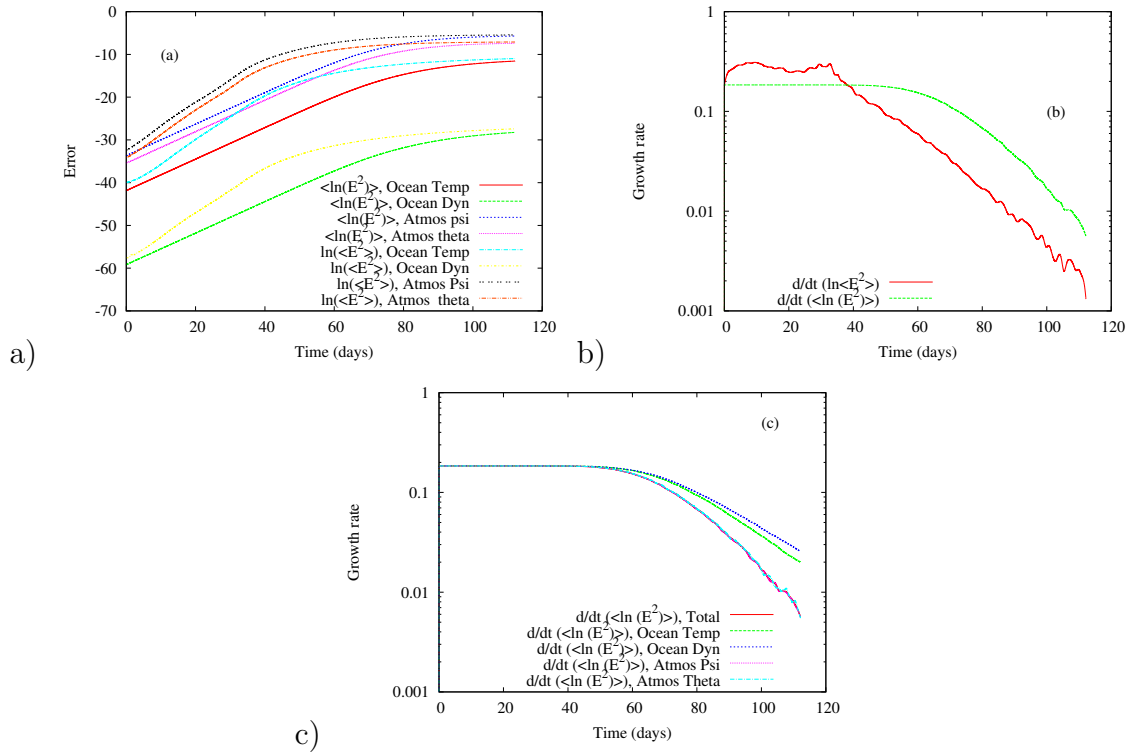 0
-10
-20
-30
-40
-50
-60
-70
Error
(a)
<ln(E²)>, Ocean Temp
<ln(E²)>, Ocean Dyn
<ln(E²)>, Atmos psi
<ln(E²)>, Atmos theta
ln(<E²>), Ocean Temp
ln(<E²>), Ocean Dyn
ln(<E²>), Atmos Psi
ln(<E²>), Atmos theta
0 20 40 60 80 100 120
Time (days)
a)
1
0.1
0.01
0.001
Growth rate
(b)
d/dt (ln<E²>)
d/dt (<ln (E²)>)
0 20 40 60 80 100 120
Time (days)
b)
1
0.1
0.01
0.001
Growth rate
(c)
d/dt (<ln (E²)>), Total
d/dt (<ln (E²)>), Ocean Temp
d/dt (<ln (E²)>), Ocean Dyn
d/dt (<ln (E²)>), Atmos Psi
d/dt (<ln (E²)>), Atmos Theta
0 20 40 60 80 100 120
Time (days)
c)